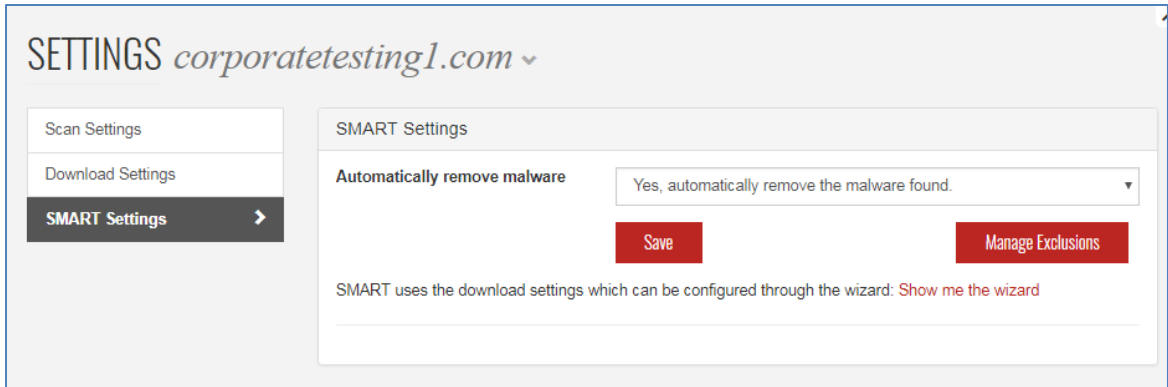 SETTINGS corporatetesting1.com
Scan Settings
Download Settings
SMART Settings
SMART Settings
Automatically remove malware
Yes, automatically remove the malware found.
Save
Manage Exclusions
SMART uses the download settings which can be configured through the wizard: Show me the wizard